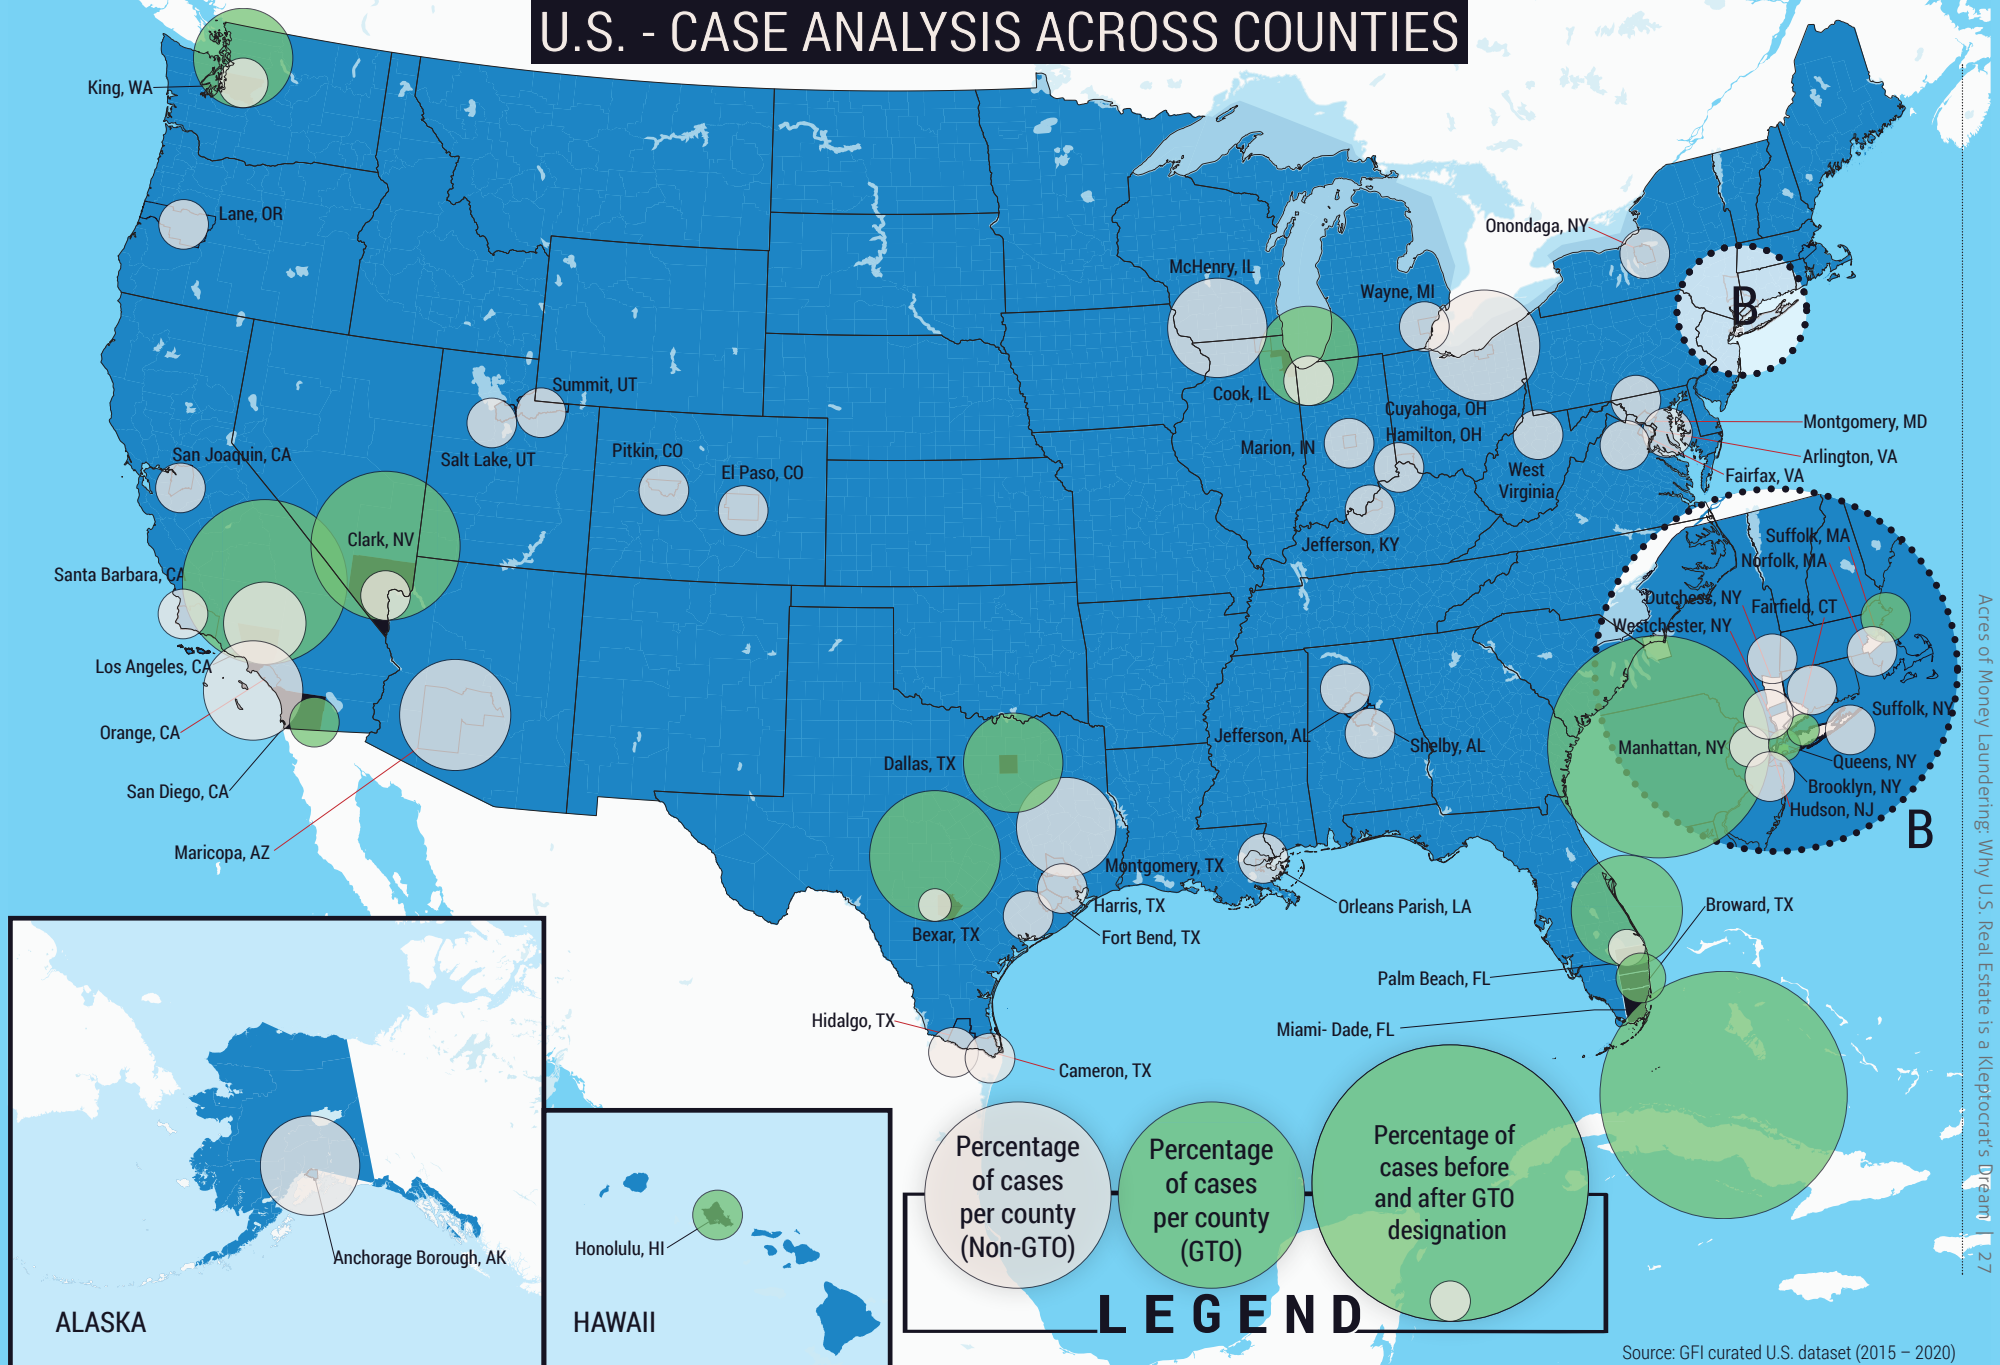 U.S. - CASE ANALYSIS ACROSS COUNTIES
King, WA
Lane, OR
Onondaga, NY
McHenry, IL
Wayne, MI
B
Summit, UT
Cook, IL
Cuyahoga, OH
Hamilton, OH
Montgomery, MD
Marion, IN
Arlington, VA
San Joaquin, CA
Salt Lake, UT
Pitkin, CO
El Paso, CO
West
Virginia
Fairfax, VA
Clark, NV
Jefferson, KY
Suffolk, MA
Norfolk, MA
Santa Barbara, CA
Dutchess, NY
Fairfield, CT
Westchester, NY
Los Angeles, CA
Orange, CA
Suffolk, NY
Jefferson, AL
Shelby, AL
Manhattan, NY
Queens, NY
Dallas, TX
San Diego, CA
Brooklyn, NY
Hudson, NJ
B
Maricopa, AZ
Montgomery, TX
Harris, TX
Orleans Parish, LA
Broward, TX
Bexar, TX
Fort Bend, TX
Palm Beach, FL
Hidalgo, TX
Miami- Dade, FL
Cameron, TX
Anchorage Borough, AK
ALASKA
Honolulu, HI
HAWAII
Percentage
of cases
per county
(Non-GTO)
Percentage
of cases
per county
(GTO)
Percentage of
cases before
and after GTO
designation
LEGEND
Source: GFI curated U.S. dataset (2015 – 2020)
Acres of Money Laundering: Why U.S. Real Estate is a Kleptocrat's Dream | 27